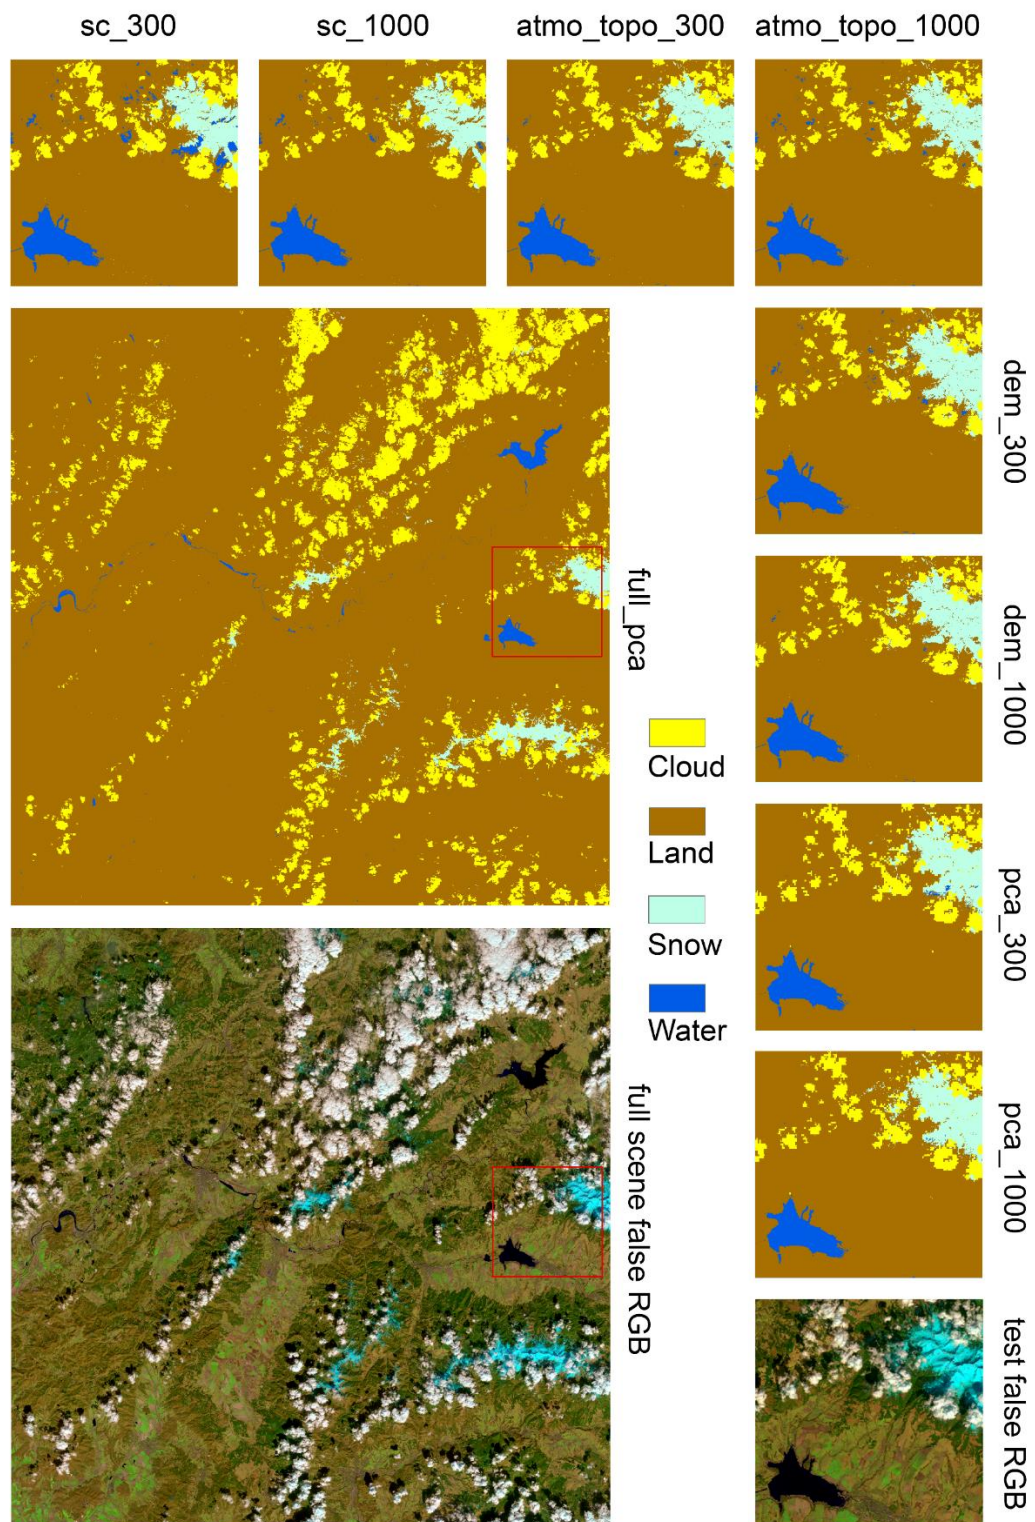 sc_300
sc_1000
atmo_topo_300
atmo_topo_1000
dem_300
dem_1000
pca_300
pca_1000
test false RGB
full_pca
Cloud
Land
Snow
Water
full scene false RGB